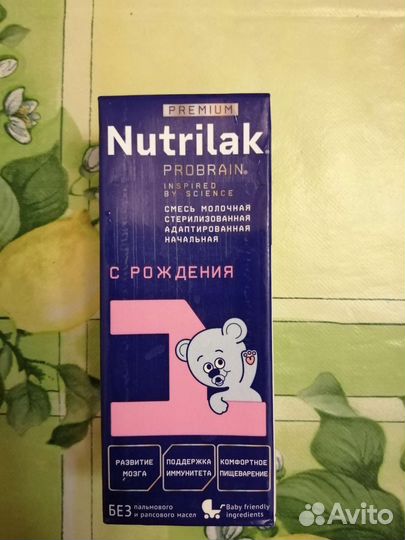 PREMIUM
Nutrilak®
PROBRAIN®
INSPIRED
BY SCIENCE
СМЕСЬ МОЛОЧНАЯ
СТЕРИЛИЗОВАННАЯ
АДАПТИРОВАННАЯ
НАЧАЛЬНАЯ
С РОЖДЕНИЯ
1
РАЗВИТИЕ
МОЗГА
ПОДДЕРЖКА
ИММУНИТЕТА
КОМФОРТНОЕ
ПИЩЕВАРЕНИЕ
БЕЗ пальмового
и рапсового масел
Baby friendly
ingredients
Avito